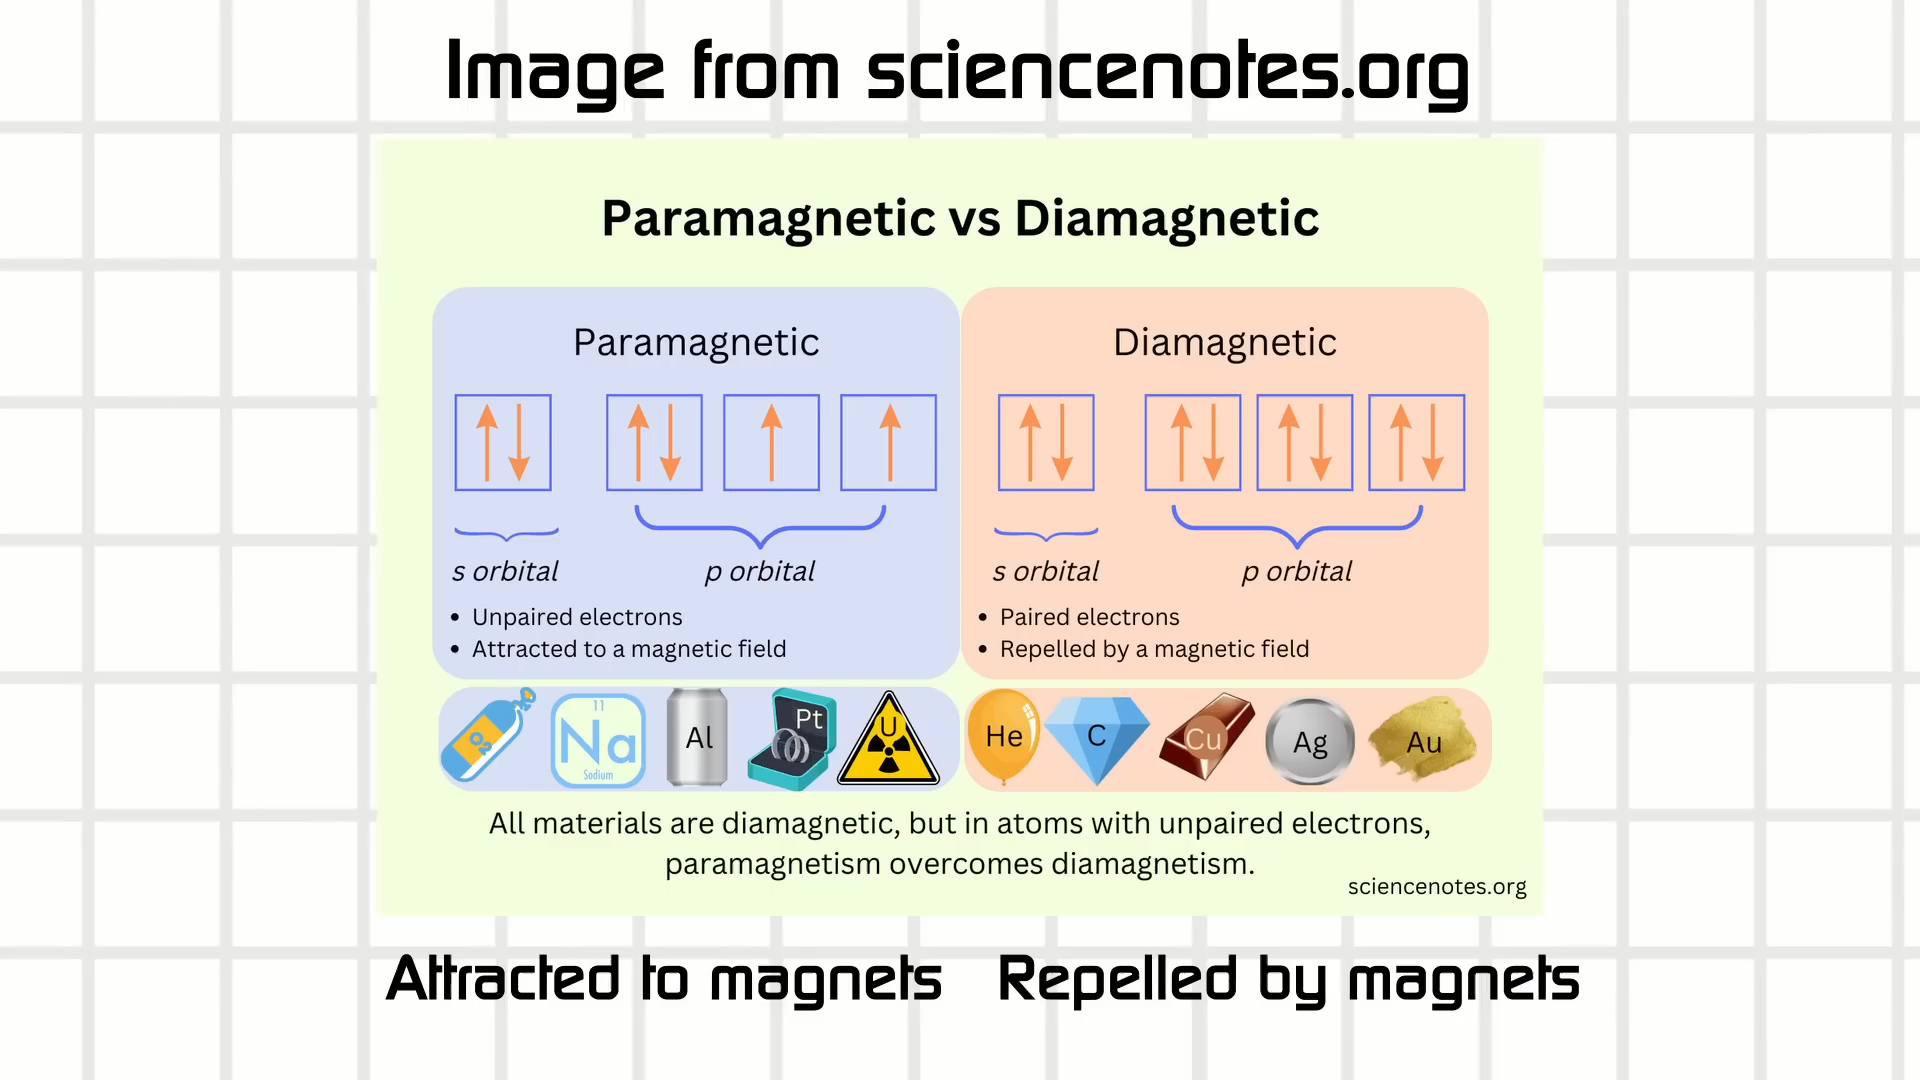 Image from sciencenotes.org
Paramagnetic vs Diamagnetic
Paramagnetic
s orbital
p orbital
• Unpaired electrons
• Attracted to a magnetic field
Diamagnetic
s orbital
p orbital
• Paired electrons
• Repelled by a magnetic field
O₂
11
Na
Sodium
Al
Pt
U
He
C
Cu
Ag
Au
All materials are diamagnetic, but in atoms with unpaired electrons,
paramagnetism overcomes diamagnetism.
sciencenotes.org
Attracted to magnets
Repelled by magnets